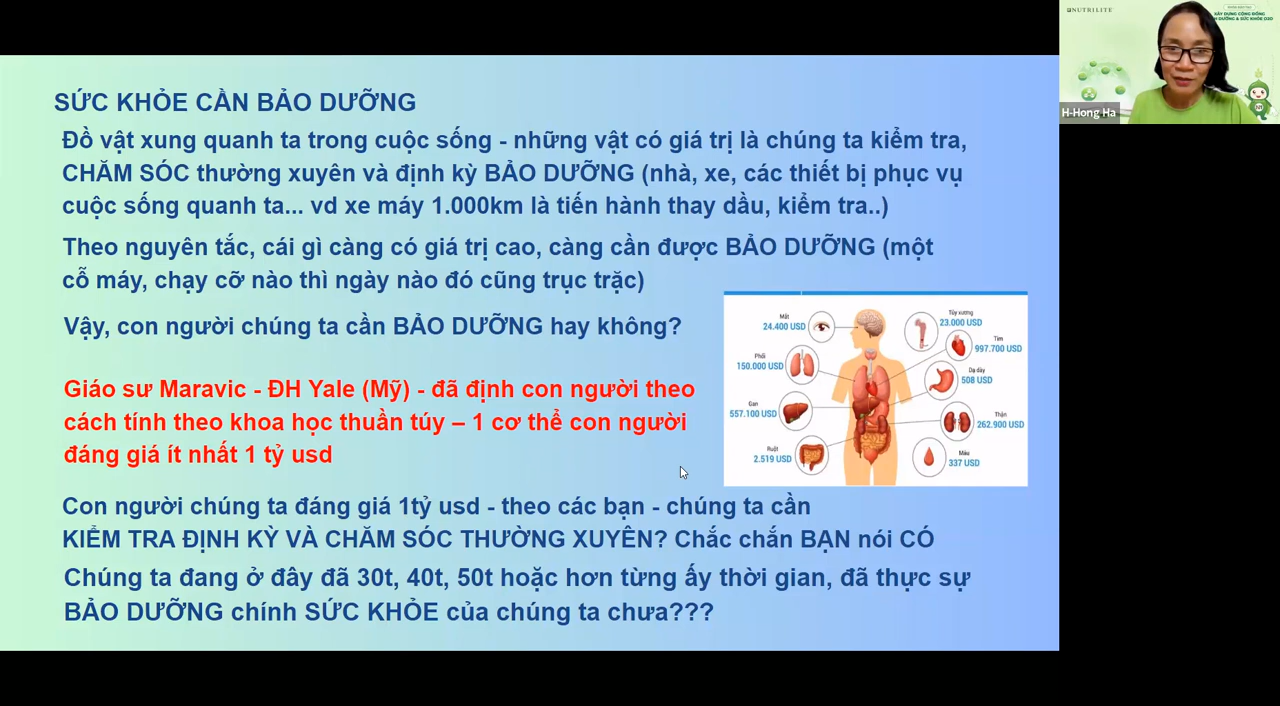 SỨC KHỎE CẦN BẢO DƯỠNG
Đồ vật xung quanh ta trong cuộc sống - những vật có giá trị là chúng ta kiểm tra,
CHĂM SÓC thường xuyên và định kỳ BẢO DƯỠNG (nhà, xe, các thiết bị phục vụ
cuộc sống quanh ta... vd xe máy 1.000km là tiến hành thay dầu, kiểm tra..)
Theo nguyên tắc, cái gì càng có giá trị cao, càng cần được BẢO DƯỠNG (một
cỗ máy, chạy cỡ nào thì ngày nào đó cũng trục trặc)
Vậy, con người chúng ta cần BẢO DƯỠNG hay không?
Giáo sư Maravic - ĐH Yale (Mỹ) - đã định con người theo
cách tính theo khoa học thuần túy – 1 cơ thể con người
đáng giá ít nhất 1 tỷ usd
Mắt
24.400 USD
Phổi
150.000 USD
Gan
557.100 USD
Ruột
2.519 USD
Tủy xương
23.000 USD
Tim
997.700 USD
Dạ dày
508 USD
Thận
262.900 USD
Máu
337 USD
Con người chúng ta đáng giá 1tỷ usd - theo các bạn - chúng ta cần
KIỂM TRA ĐỊNH KỲ VÀ CHĂM SÓC THƯỜNG XUYÊN? Chắc chắn BẠN nói CÓ
Chúng ta đang ở đây đã 30t, 40t, 50t hoặc hơn từng ấy thời gian, đã thực sự
BẢO DƯỠNG chính SỨC KHỎE của chúng ta chưa???
NUTRILITE
XÂY DỰNG CỘNG ĐỒNG
DƯỠNG & SỨC KHỎE
H-Hong Ha